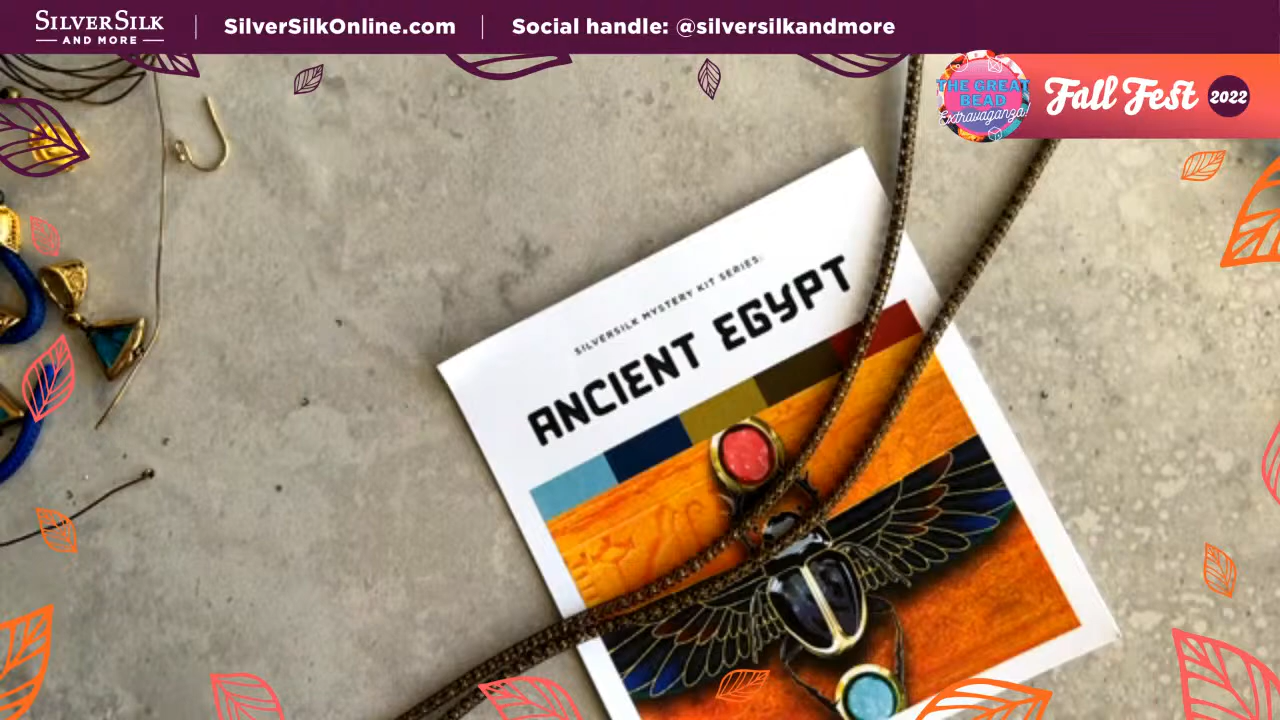 SILVERSILK
AND MORE
SilverSilkOnline.com
Social handle: @silversilkandmore
THE GREAT
BEAD
Extravaganza!
Fall Fest 2022
SILVERSILK MYSTERY KIT SERIES:
ANCIENT EGYPT